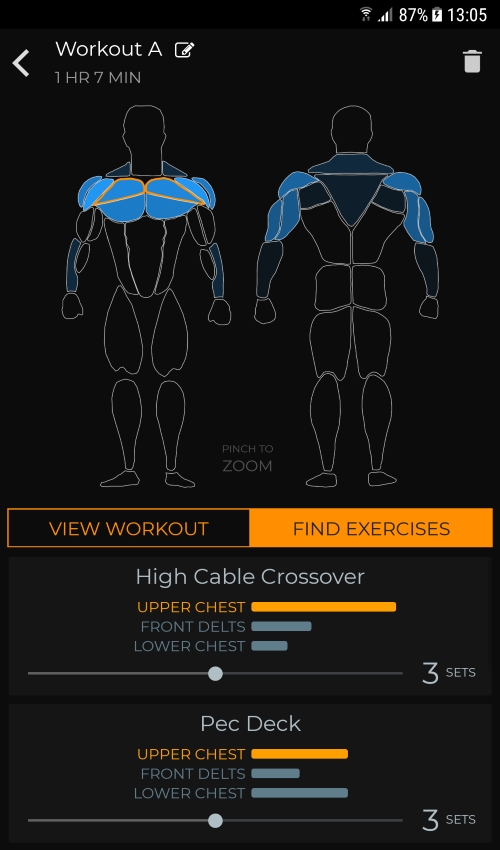 87% 13:05
Workout A
1 HR 7 MIN
PINCH TO
ZOOM
VIEW WORKOUT FIND EXERCISES
High Cable Crossover
UPPER CHEST
FRONT DELTS
LOWER CHEST
3 SETS
Pec Deck
UPPER CHEST
FRONT DELTS
LOWER CHEST
3 SETS